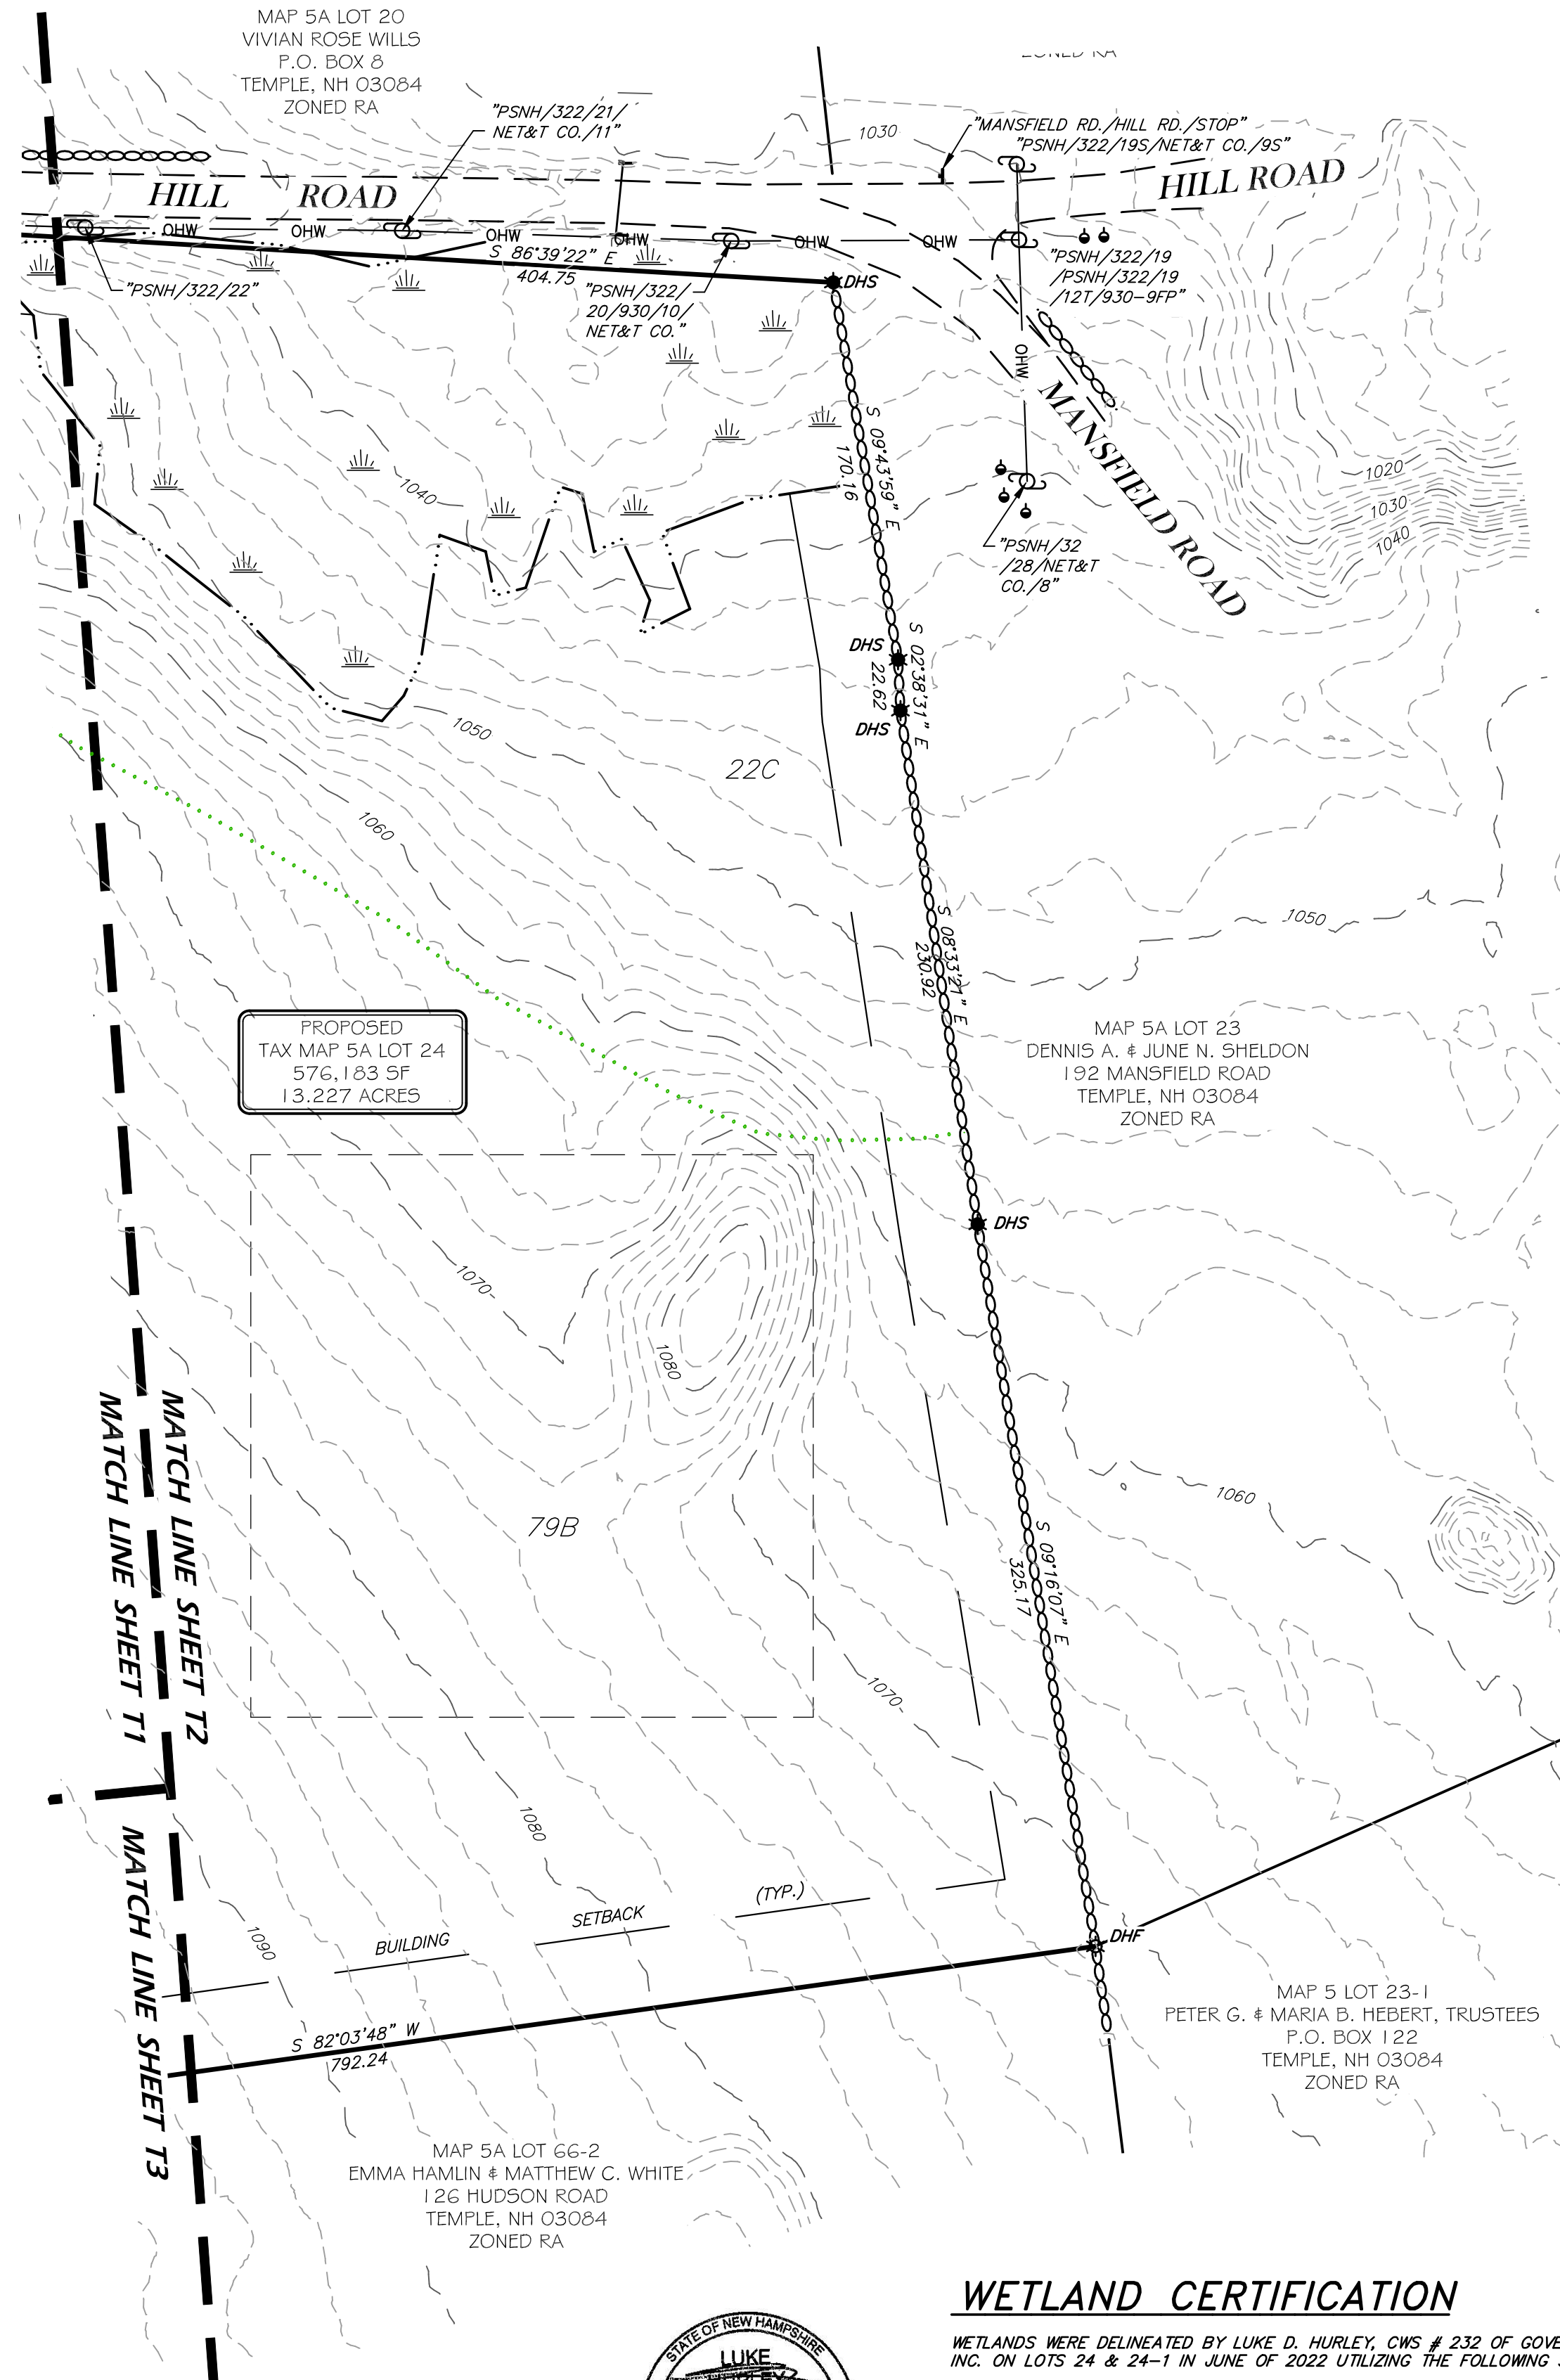 MAP 5A LOT 20
VIVIAN ROSE WILLS
P.O. BOX 8
TEMPLE, NH 03084
ZONED RA
"PSNH/322/21/
NET&T CO./11"
1030
"MANSFIELD RD./HILL RD./STOP"
"PSNH/322/19S/NET&T CO./9S"
HILL ROAD
HILL ROAD
OHW
OHW
OHW
OHW
OHW
OHW
S 86°39'22" E
404.75
"PSNH/322/22"
"PSNH/322/
20/930/10/
NET&T CO."
DHS
"PSNH/322/19
/PSNH/322/19
/12T/930-9FP"
OHW
MANSFIELD ROAD
S 09°43'59" E
170.16
1040
1020
1030
1040
"PSNH/32
/28/NET&T
CO./8"
DHS
S 02°38'31" E
22.62
DHS
1050
22C
1060
S 08°33'21" E
230.92
1050
PROPOSED
TAX MAP 5A LOT 24
576,183 SF
13.227 ACRES
MAP 5A LOT 23
DENNIS A. & JUNE N. SHELDON
192 MANSFIELD ROAD
TEMPLE, NH 03084
ZONED RA
DHS
1070
1080
MATCH LINE SHEET T1
MATCH LINE SHEET T2
1060
79B
S 09°16'07" E
325.17
1070
1080
MATCH LINE SHEET T3
1090
BUILDING SETBACK (TYP.)
DHF
S 82°03'48" W
792.24
MAP 5 LOT 23-1
PETER G. & MARIA B. HEBERT, TRUSTEES
P.O. BOX 122
TEMPLE, NH 03084
ZONED RA
MAP 5A LOT 66-2
EMMA HAMLIN & MATTHEW C. WHITE
126 HUDSON ROAD
TEMPLE, NH 03084
ZONED RA
WETLAND CERTIFICATION
WETLANDS WERE DELINEATED BY LUKE D. HURLEY, CWS # 232 OF GOVE
INC. ON LOTS 24 & 24-1 IN JUNE OF 2022 UTILIZING THE FOLLOWING
STATE OF NEW HAMPSHIRE
LUKE